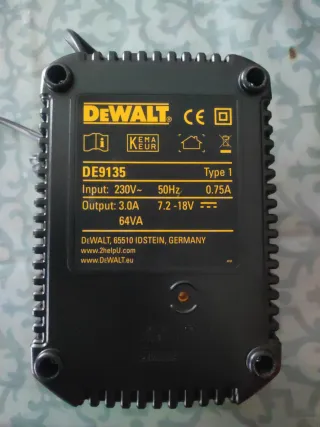 DEWALT®
CE
KEMA
KEUR
DE9135 Type 1
Input: 230V~ 50Hz 0.75A
Output: 3.0A 7.2 -18V
64VA
DEWALT, 65510 IDSTEIN, GERMANY
www.2helpU.com
www.DEWALT.eu